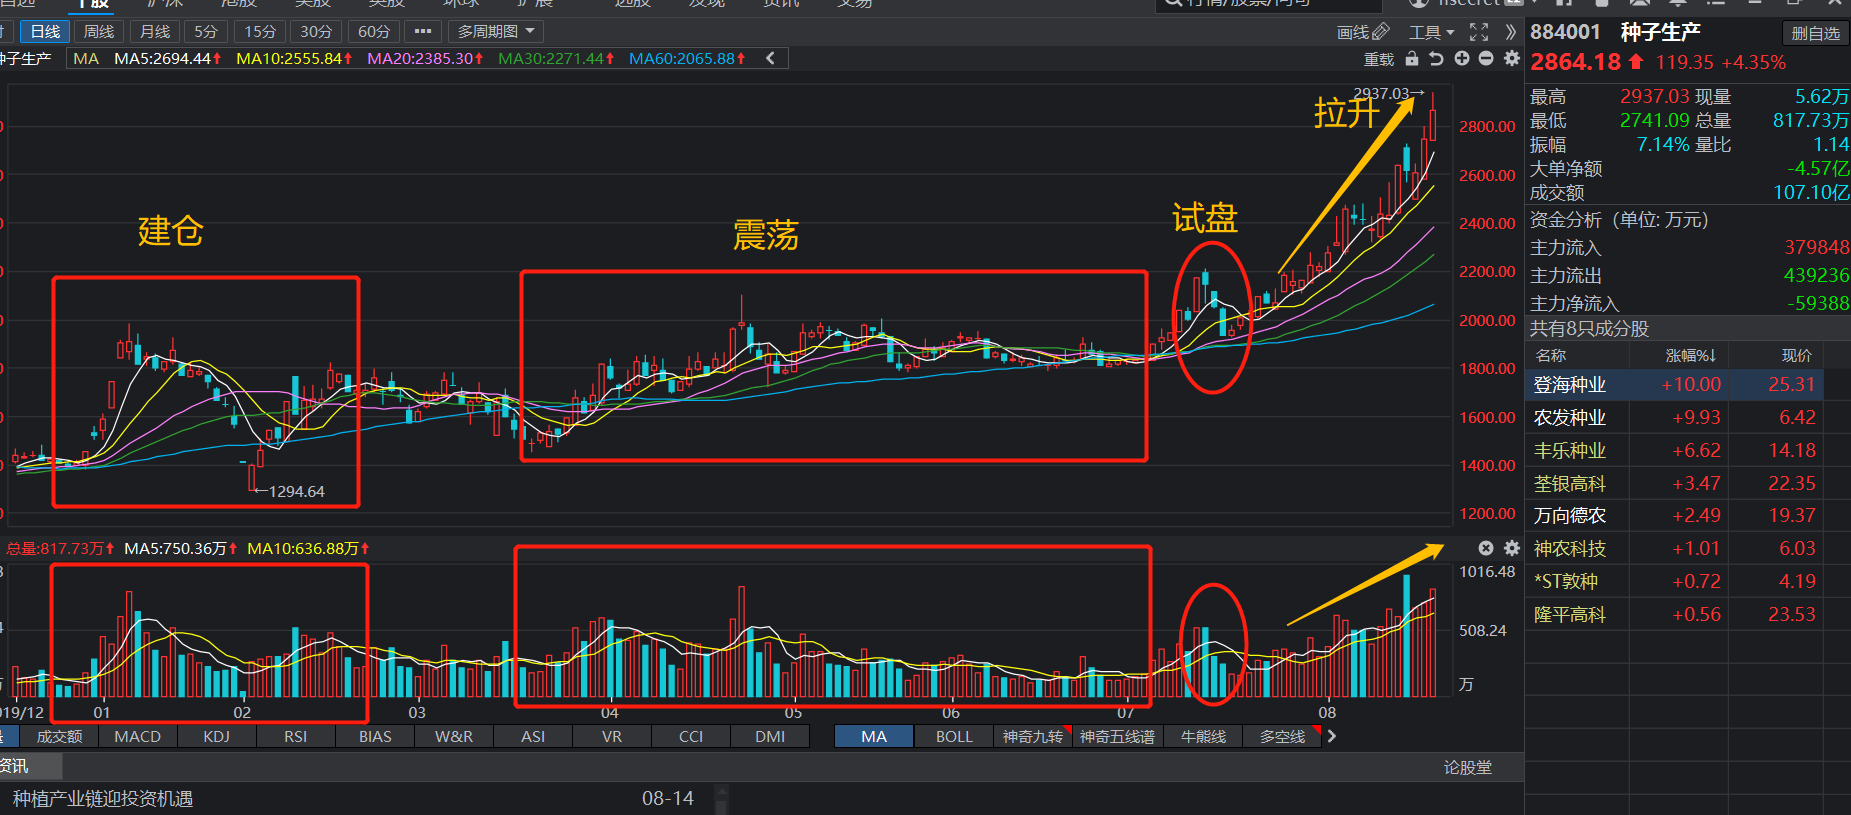 日线 周线 月线 5分 15分 30分 60分 ••• 多周期图
画线 工具
884001 种子生产 删自选
种子生产 MA MA5:2694.44↑ MA10:2555.84↑ MA20:2385.30↑ MA30:2271.44↑ MA60:2065.88↑
重载
2864.18 ↑ 119.35 +4.35%
最高 2937.03 现量 5.62万
最低 2741.09 总量 817.73万
振幅 7.14% 量比 1.14
大单净额 -4.57亿
成交额 107.10亿
资金分析（单位: 万元）
主力流入 379848
主力流出 439236
主力净流入 -59388
共有8只成分股
名称 涨幅%↓ 现价
登海种业 +10.00 25.31
农发种业 +9.93 6.42
丰乐种业 +6.62 14.18
荃银高科 +3.47 22.35
万向德农 +2.49 19.37
神农科技 +1.01 6.03
*ST敦种 +0.72 4.19
隆平高科 +0.56 23.53
2937.03→
拉升
建仓
震荡
试盘
←1294.64
2800.00
2600.00
2400.00
2200.00
2000.00
1800.00
1600.00
1400.00
1200.00
总量:817.73万↑ MA5:750.36万↑ MA10:636.88万↑
1016.48
508.24
万
019/12 01 02 03 04 05 06 07 08
成交额 MACD KDJ RSI BIAS W&R ASI VR CCI DMI MA BOLL 神奇九转 神奇五线谱 牛熊线 多空线
资讯
论股堂
种植产业链迎投资机遇 08-14